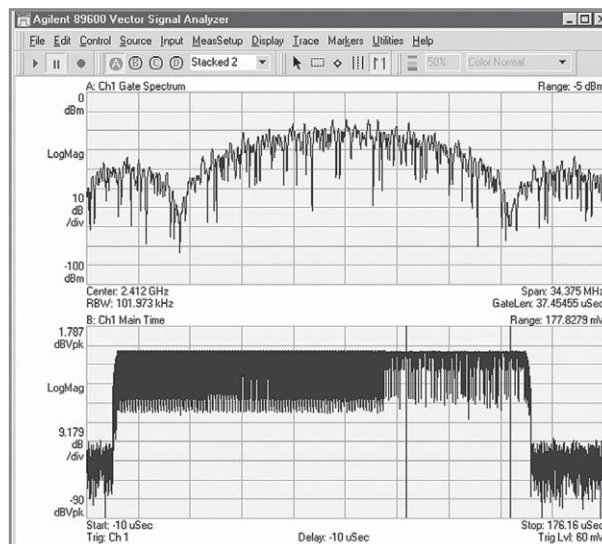 Agilent 89600 Vector Signal Analyzer
File Edit Control Source Input MeasSetup Display Trace Markers Utilities Help
A B C D Stacked 2 50% Color Normal
A: Ch1 Gate Spectrum Range: -5 dBm
0
dBm
LogMag
10
dB
/div
-100
dBm
Center: 2.412 GHz Span: 34.375 MHz
RBW: 101.973 kHz GateLen: 37.45455 uSec
B: Ch1 Main Time Range: 177.8279 mV
1.787
dBVpk
LogMag
9.179
dB
/div
-90
dBVpk
Start: -10 uSec Stop: 176.16 uSec
Trig: Ch 1 Delay: -10 uSec Trig Lvl: 60 mV